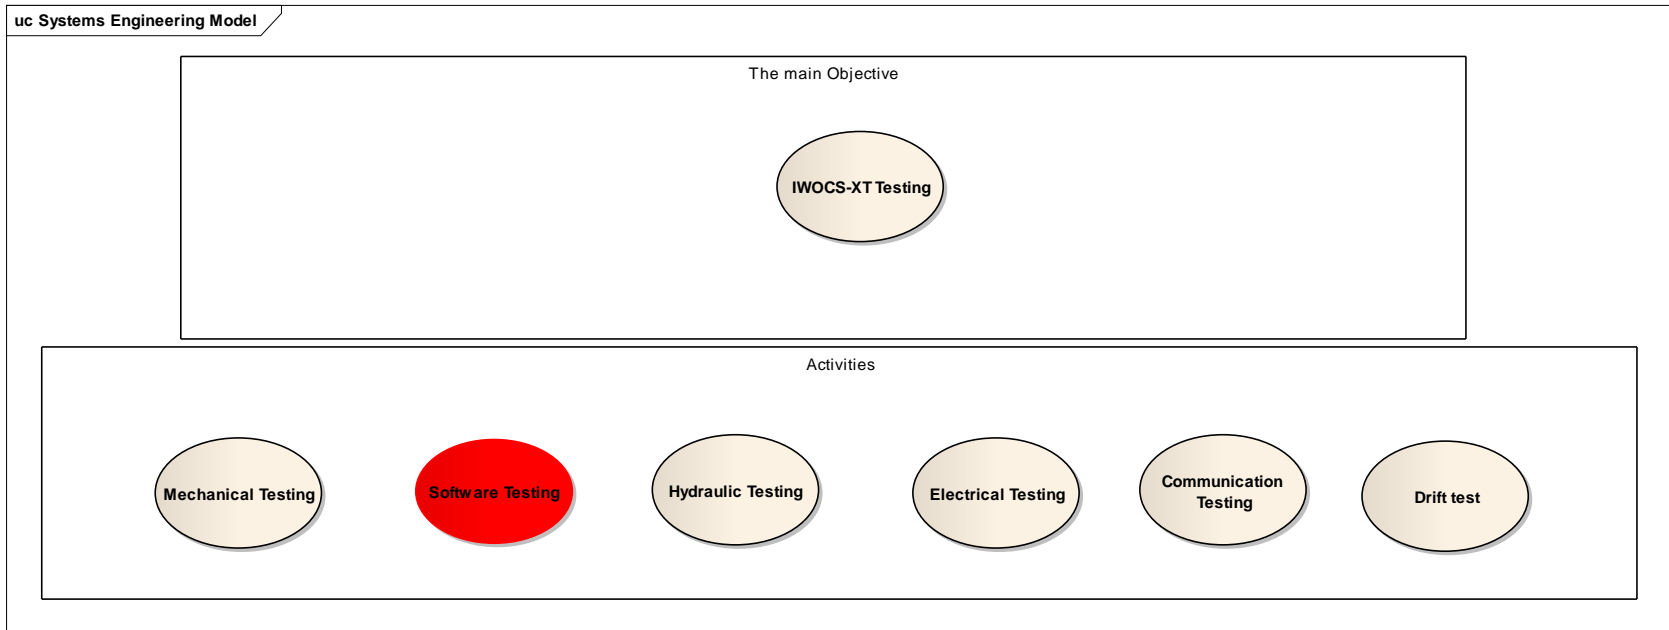 uc Systems Engineering Model
The main Objective
IWOCS-XT Testing
Activities
Mechanical Testing
Software Testing
Hydraulic Testing
Electrical Testing
Communication
Testing
Drift test